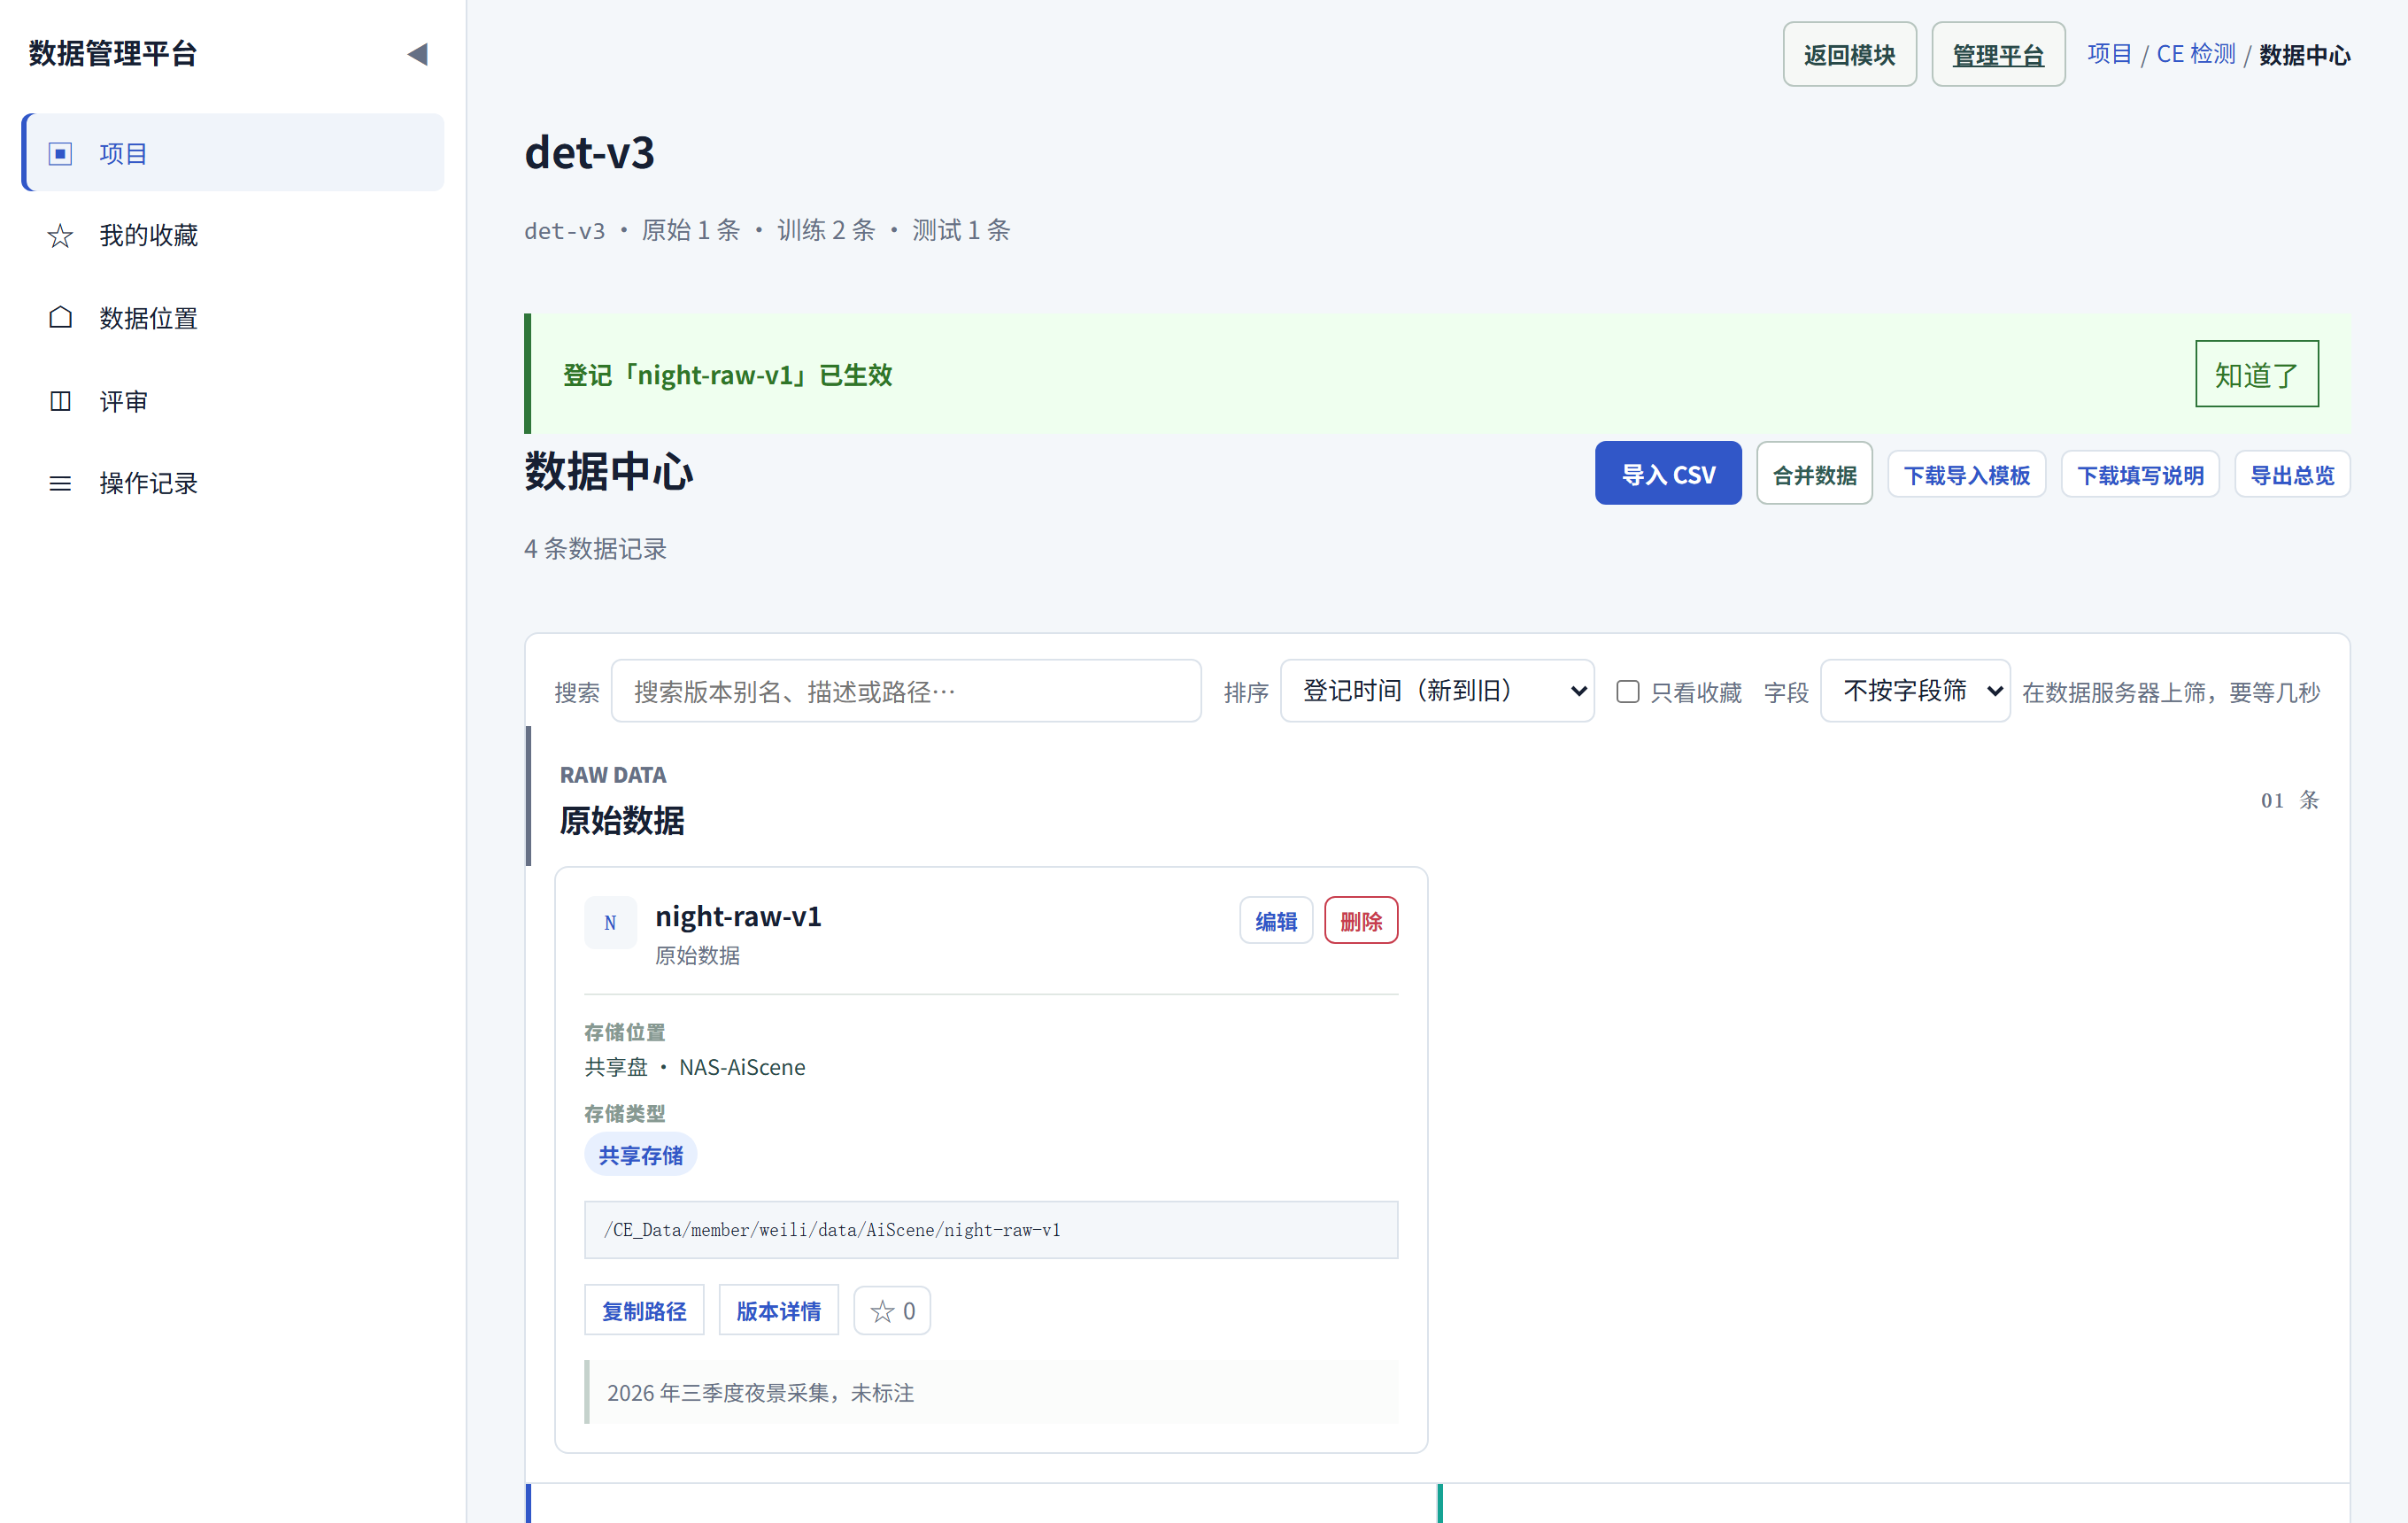 数据管理平台
项目
我的收藏
数据位置
评审
操作记录
返回模块
管理平台
项目 / CE 检测 / 数据中心
det-v3
det-v3 • 原始 1 条 • 训练 2 条 • 测试 1 条
登记「night-raw-v1」已生效
知道了
数据中心
导入 CSV
合并数据
下载导入模板
下载填写说明
导出总览
4 条数据记录
搜索
搜索版本别名、描述或路径…
排序
登记时间（新到旧）
只看收藏
字段
不按字段筛
在数据服务器上筛，要等几秒
RAW DATA
原始数据
01 条
N
night-raw-v1
原始数据
编辑
删除
存储位置
共享盘 • NAS-AiScene
存储类型
共享存储
/CE_Data/member/weili/data/AiScene/night-raw-v1
复制路径
版本详情
☆ 0
2026 年三季度夜景采集，未标注